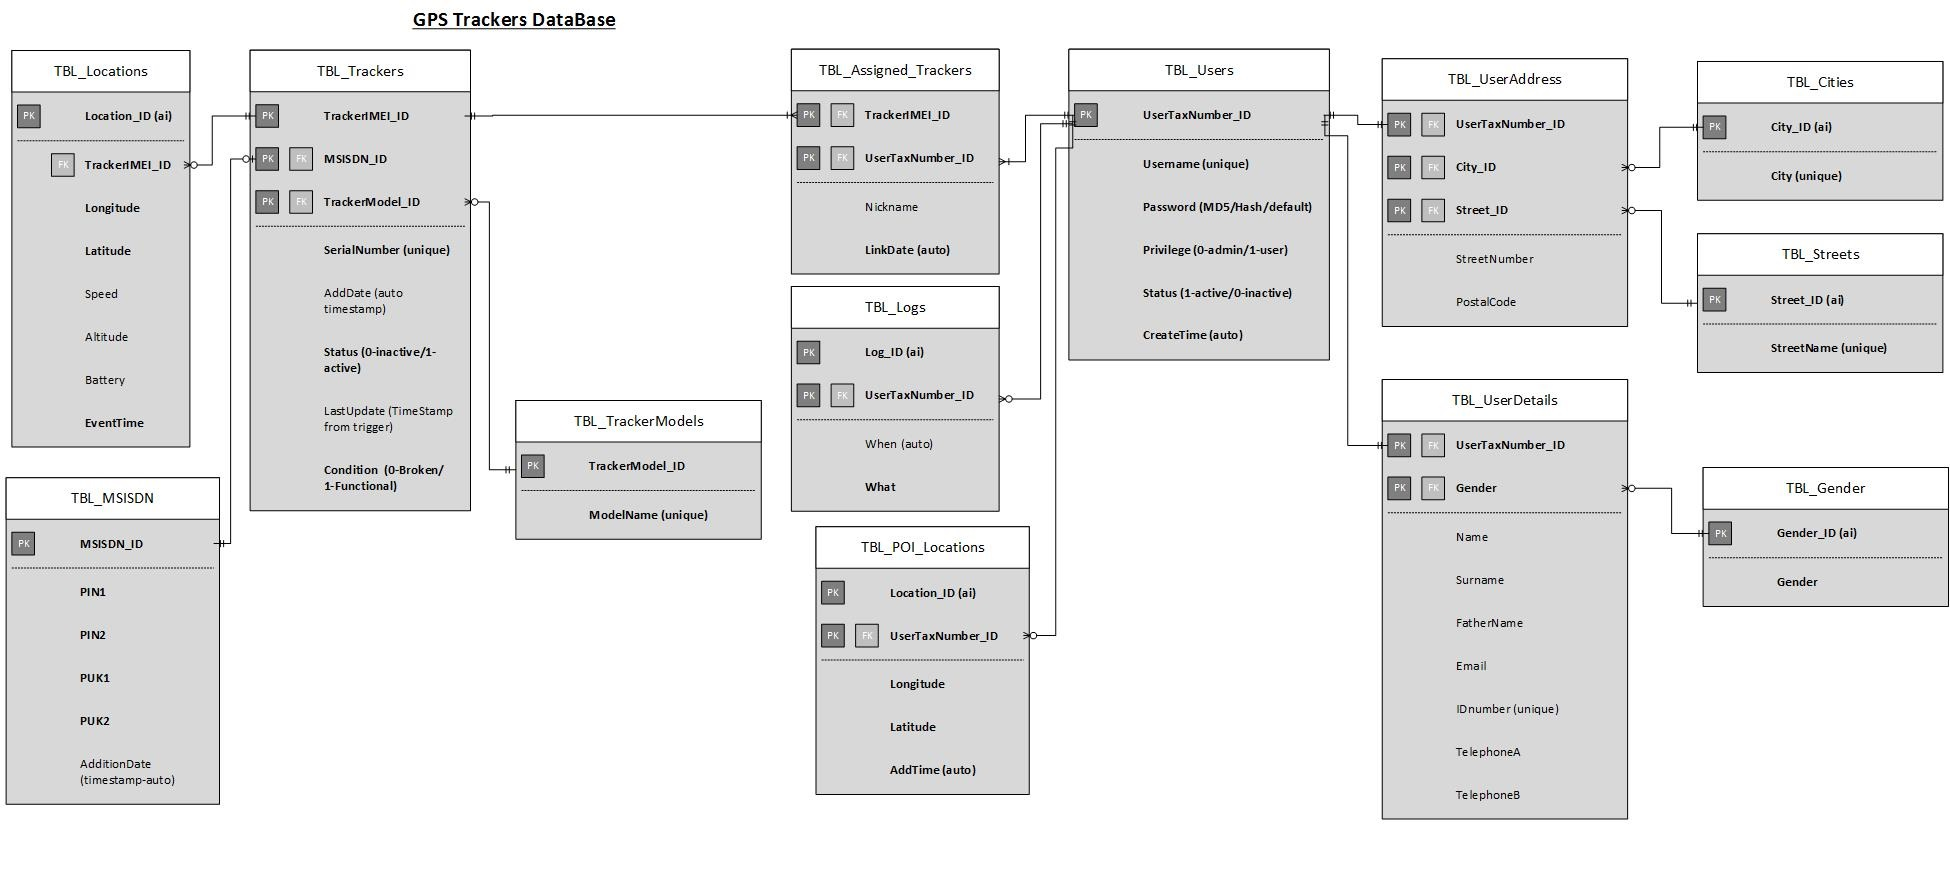 GPS Trackers DataBase
TBL_Locations
PK Location_ID (ai)
FK TrackerIMEI_ID
Longitude
Latitude
Speed
Altitude
Battery
EventTime
TBL_MSISDN
PK MSISDN_ID
PIN1
PIN2
PUK1
PUK2
AdditionDate
(timestamp-auto)
TBL_Trackers
PK TrackerIMEI_ID
PK FK MSISDN_ID
PK FK TrackerModel_ID
SerialNumber (unique)
AddDate (auto
timestamp)
Status (0-inactive/1-
active)
LastUpdate (TimeStamp
from trigger)
Condition (0-Broken/
1-Functional)
TBL_TrackerModels
PK TrackerModel_ID
ModelName (unique)
TBL_Assigned_Trackers
PK FK TrackerIMEI_ID
PK FK UserTaxNumber_ID
Nickname
LinkDate (auto)
TBL_Logs
PK Log_ID (ai)
PK FK UserTaxNumber_ID
When (auto)
What
TBL_POI_Locations
PK Location_ID (ai)
PK FK UserTaxNumber_ID
Longitude
Latitude
AddTime (auto)
TBL_Users
PK UserTaxNumber_ID
Username (unique)
Password (MD5/Hash/default)
Privilege (0-admin/1-user)
Status (1-active/0-inactive)
CreateTime (auto)
TBL_UserAddress
PK FK UserTaxNumber_ID
PK FK City_ID
PK FK Street_ID
StreetNumber
PostalCode
TBL_UserDetails
PK FK UserTaxNumber_ID
PK FK Gender
Name
Surname
FatherName
Email
IDnumber (unique)
TelephoneA
TelephoneB
TBL_Cities
PK City_ID (ai)
City (unique)
TBL_Streets
PK Street_ID (ai)
StreetName (unique)
TBL_Gender
PK Gender_ID (ai)
Gender